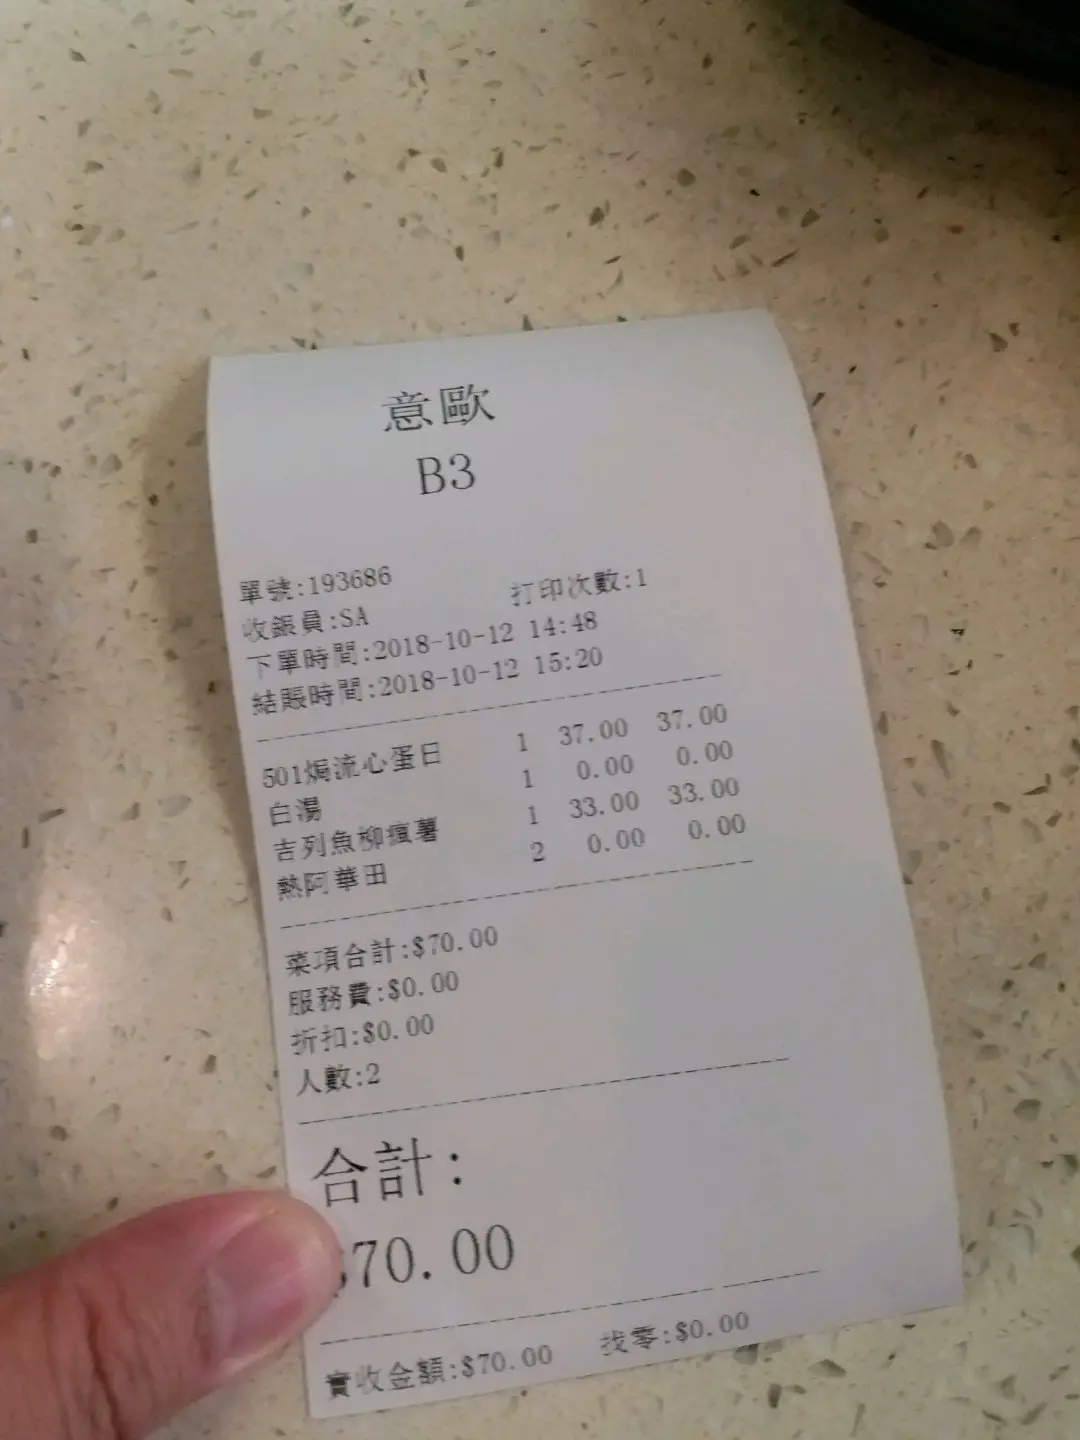 意歐
B3
單號:193686
收銀員:SA 打印次數:1
下單時間:2018-10-12 14:48
結賬時間:2018-10-12 15:20
501焗流心蛋日 1 37.00 37.00
白湯 1 0.00 0.00
吉列魚柳瘋薯 1 33.00 33.00
熱阿華田 2 0.00 0.00
菜項合計:$70.00
服務費:$0.00
折扣:$0.00
人數:2
合計:
$70.00
實收金額:$70.00 找零:$0.00